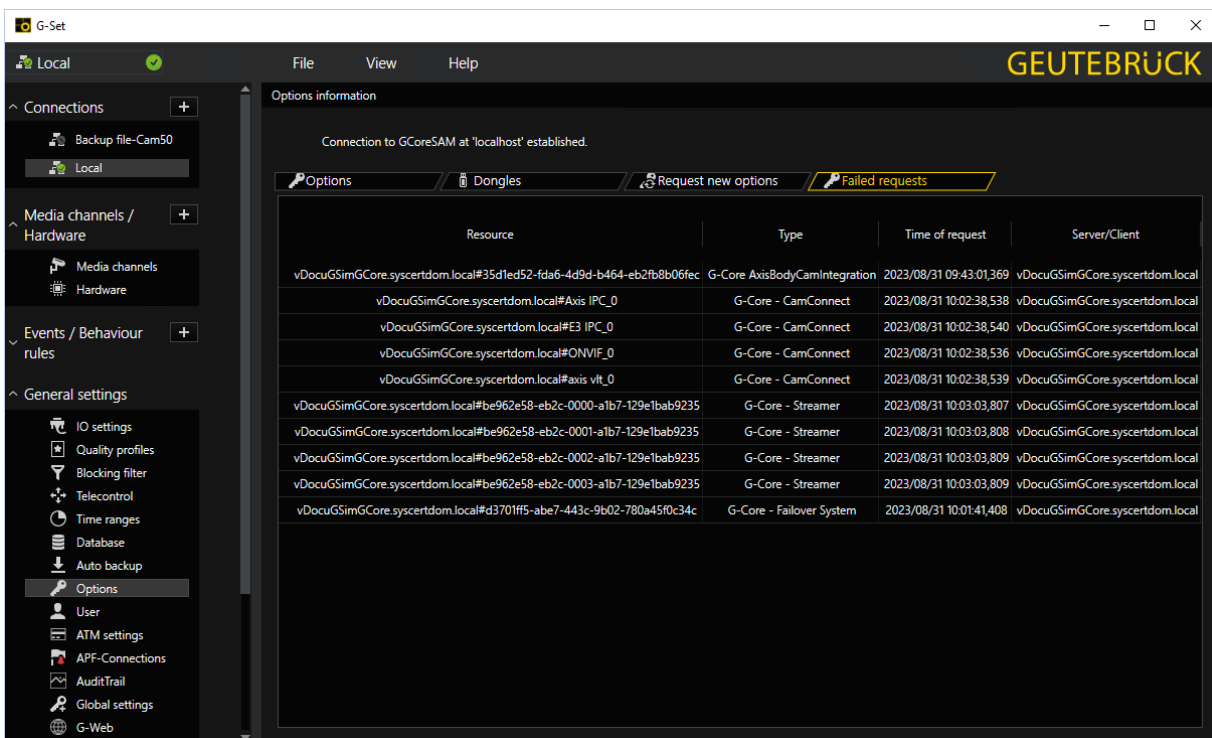 G-Set
Local
File View Help
GEUTEBRÜCK
Connections +
Backup file-Cam50
Local
Media channels /
Hardware +
Media channels
Hardware
Events / Behaviour
rules +
General settings
IO settings
Quality profiles
Blocking filter
Telecontrol
Time ranges
Database
Auto backup
Options
User
ATM settings
APF-Connections
AuditTrail
Global settings
G-Web
Options information
Connection to GCoreSAM at 'localhost' established.
Options Dongles Request new options Failed requests
Resource Type Time of request Server/Client
vDocuGSimGCore.syscertdom.local#35d1ed52-fda6-4d9d-b464-eb2fb8b06fec G-Core AxisBodyCamIntegration 2023/08/31 09:43:01,369 vDocuGSimGCore.syscertdom.local
vDocuGSimGCore.syscertdom.local#Axis IPC_0 G-Core - CamConnect 2023/08/31 10:02:38,538 vDocuGSimGCore.syscertdom.local
vDocuGSimGCore.syscertdom.local#E3 IPC_0 G-Core - CamConnect 2023/08/31 10:02:38,540 vDocuGSimGCore.syscertdom.local
vDocuGSimGCore.syscertdom.local#ONVIF_0 G-Core - CamConnect 2023/08/31 10:02:38,536 vDocuGSimGCore.syscertdom.local
vDocuGSimGCore.syscertdom.local#axis vlt_0 G-Core - CamConnect 2023/08/31 10:02:38,539 vDocuGSimGCore.syscertdom.local
vDocuGSimGCore.syscertdom.local#be962e58-eb2c-0000-a1b7-129e1bab9235 G-Core - Streamer 2023/08/31 10:03:03,807 vDocuGSimGCore.syscertdom.local
vDocuGSimGCore.syscertdom.local#be962e58-eb2c-0001-a1b7-129e1bab9235 G-Core - Streamer 2023/08/31 10:03:03,808 vDocuGSimGCore.syscertdom.local
vDocuGSimGCore.syscertdom.local#be962e58-eb2c-0002-a1b7-129e1bab9235 G-Core - Streamer 2023/08/31 10:03:03,809 vDocuGSimGCore.syscertdom.local
vDocuGSimGCore.syscertdom.local#be962e58-eb2c-0003-a1b7-129e1bab9235 G-Core - Streamer 2023/08/31 10:03:03,809 vDocuGSimGCore.syscertdom.local
vDocuGSimGCore.syscertdom.local#d3701ff5-abe7-443c-9b02-780a45f0c34c G-Core - Failover System 2023/08/31 10:01:41,408 vDocuGSimGCore.syscertdom.local